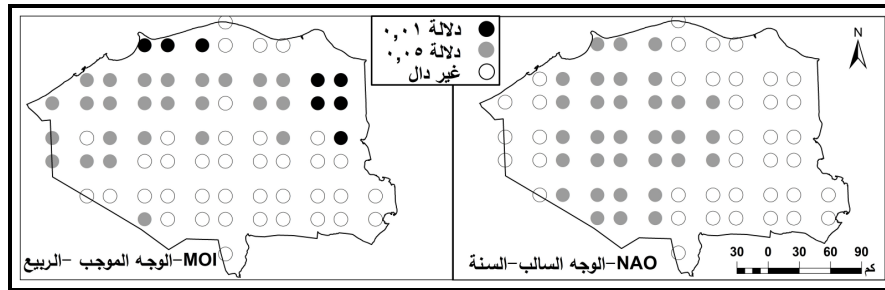 دلالة ٠,٠١
دلالة ٠,٠٥
غير دال
N
MOI-الوجه الموجب -الربيع
NAO-الوجه السالب-السنة
30 0 30 60 90
كم